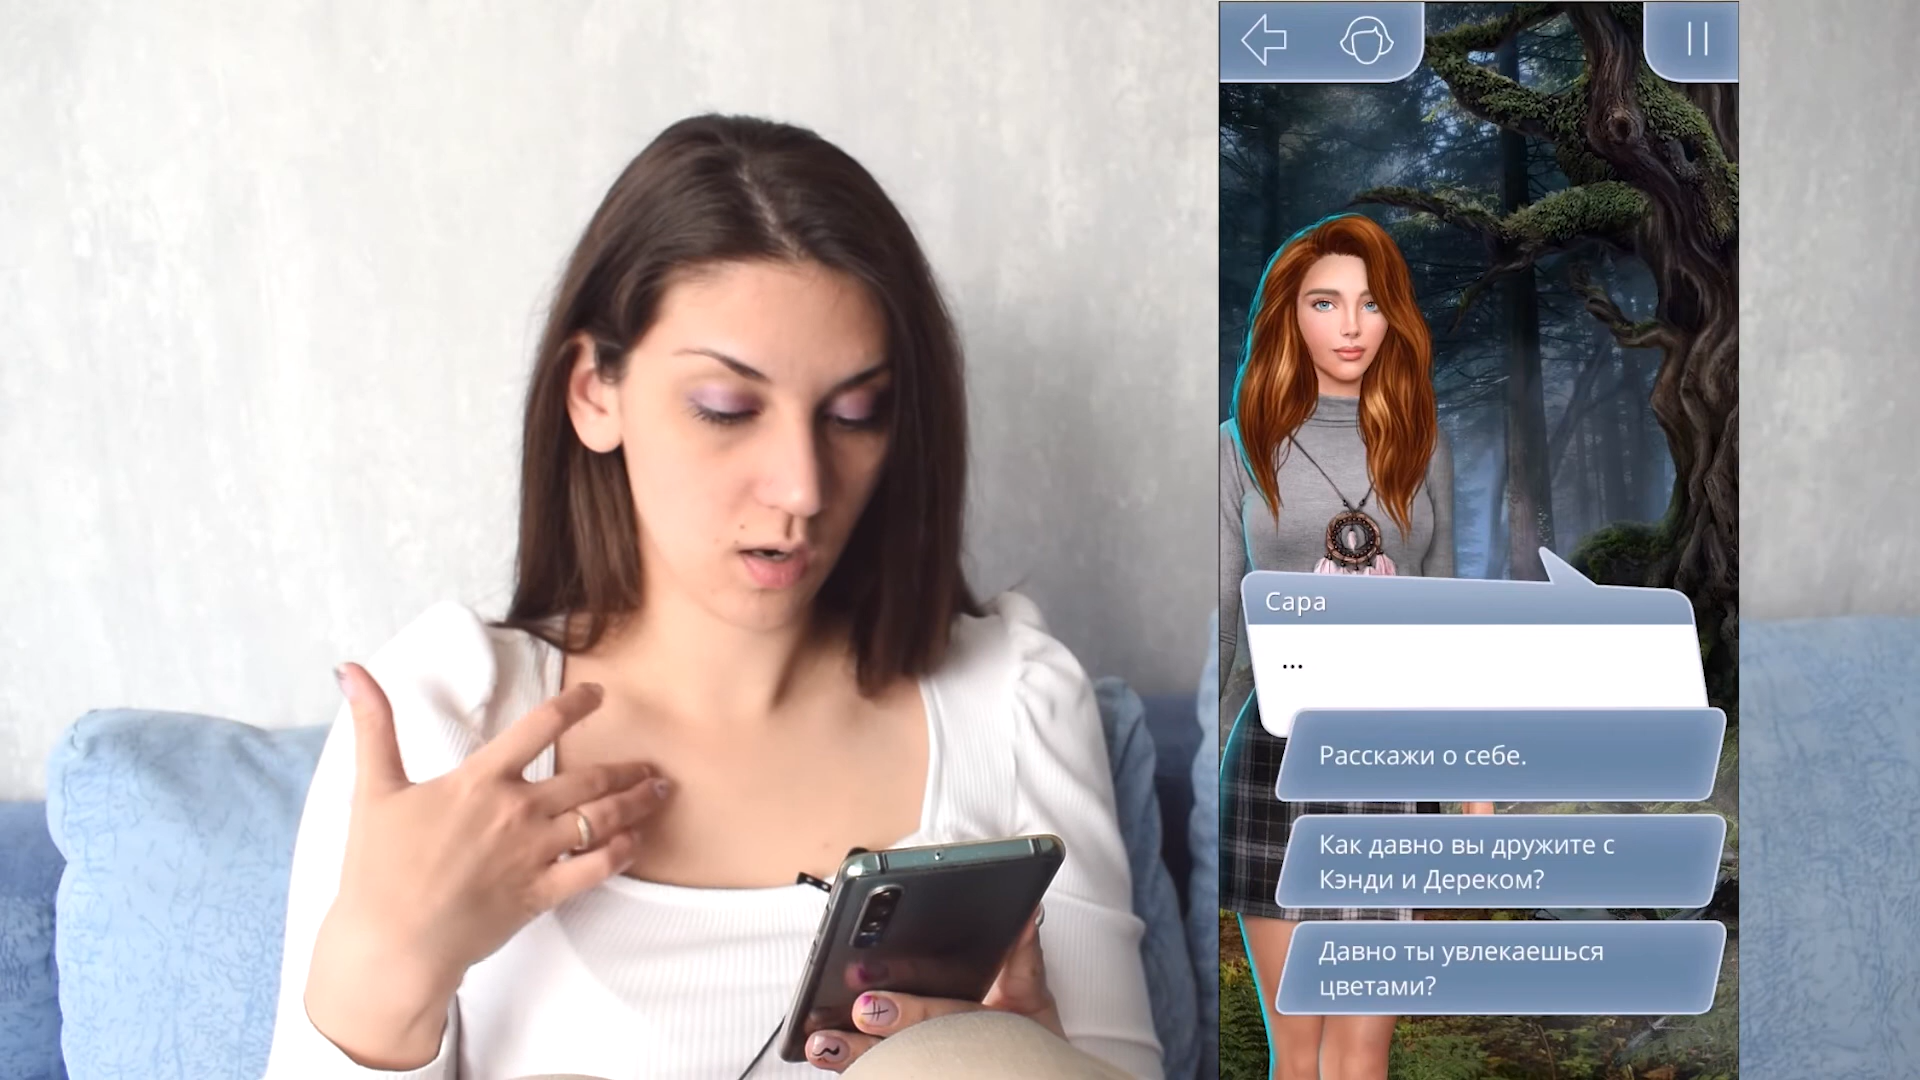 Сара
...
Расскажи о себе.
Как давно вы дружите с
Кэнди и Дереком?
Давно ты увлекаешься
цветами?